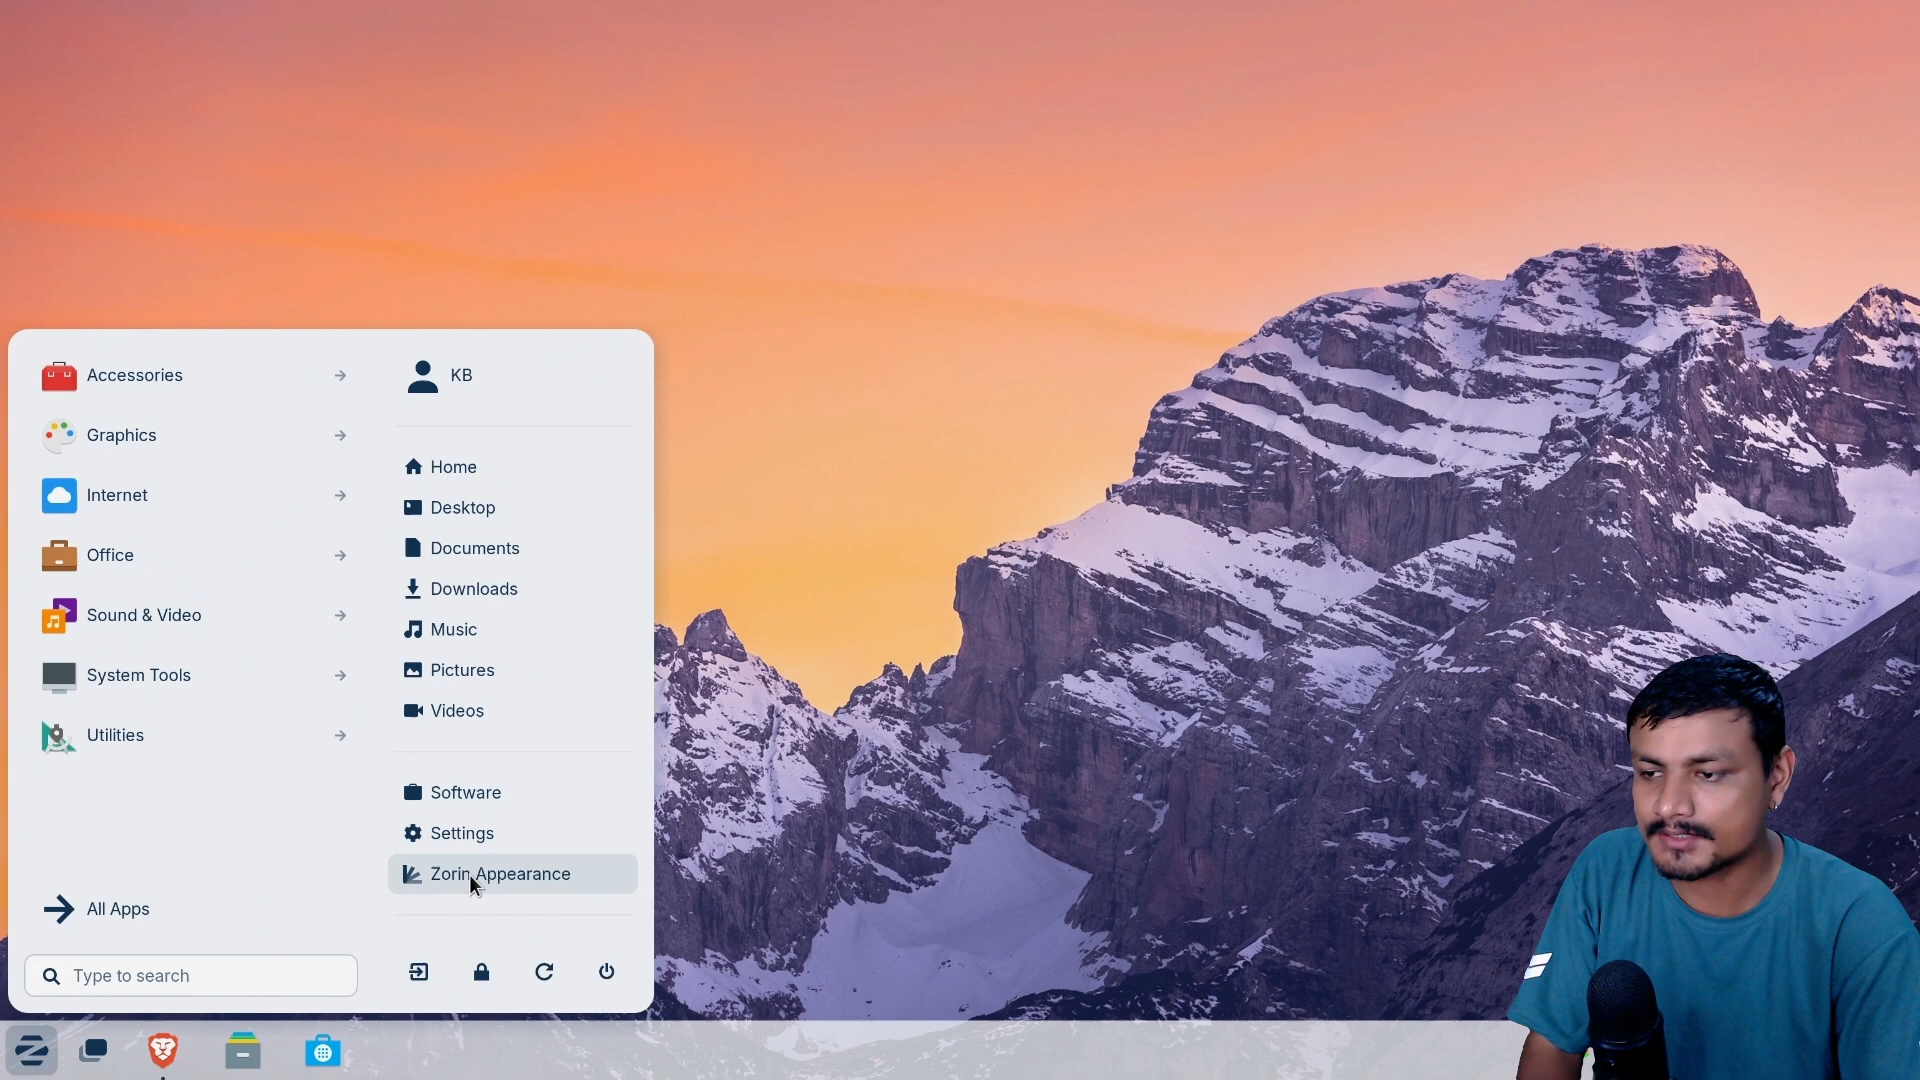 Accessories
Graphics
Internet
Office
Sound & Video
System Tools
Utilities
All Apps
Type to search
KB
Home
Desktop
Documents
Downloads
Music
Pictures
Videos
Software
Settings
Zorin Appearance